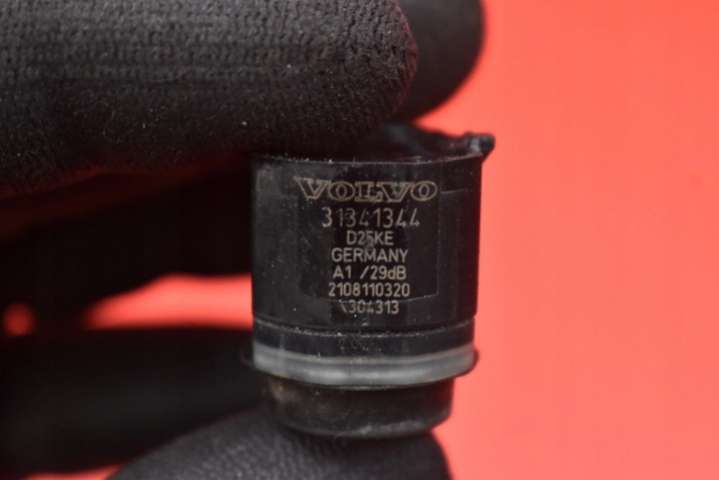 VOLVO
31341344
D25KE
GERMANY
A1 /29dB
2108110320